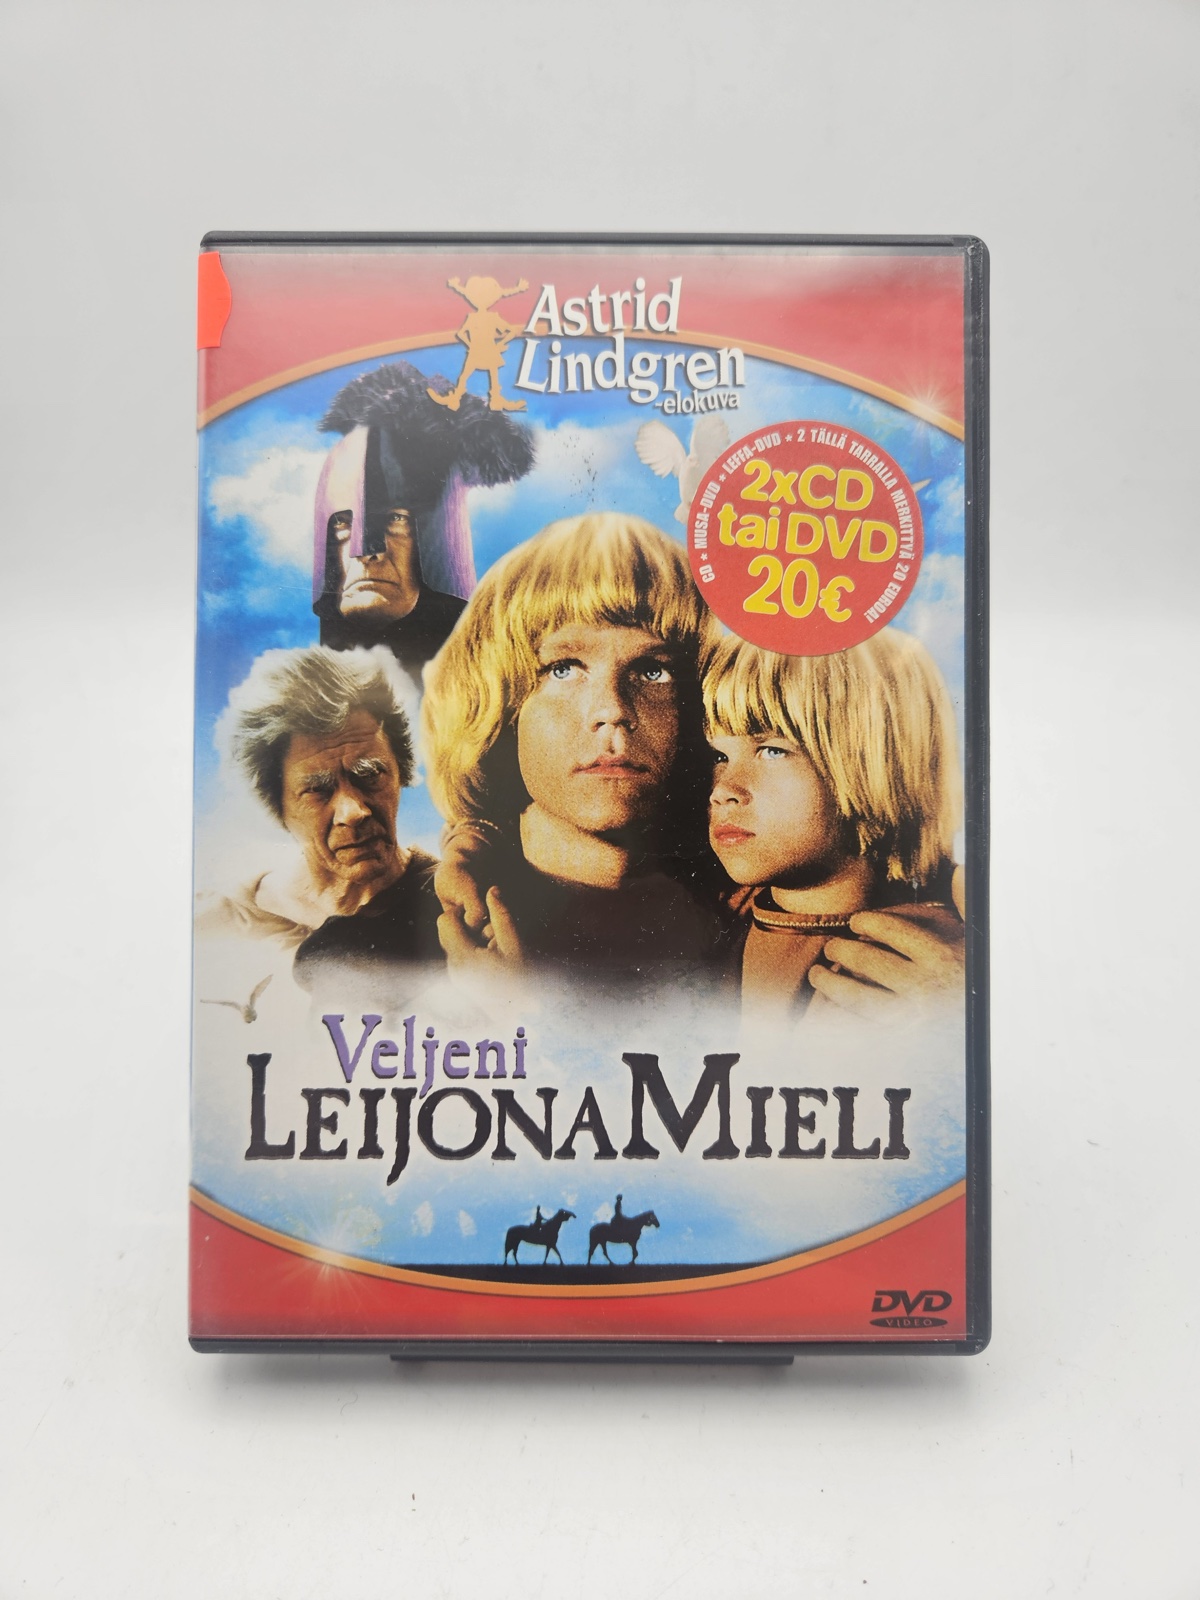 Astrid
Lindgren
-elokuva
CD ★ MUSA-DVD ★ LEFFA-DVD ★ 2 TÄLLÄ TARRALLA MERKITTYÄ 20 EUROA!
2xCD
tai DVD
20€
Veljeni
LEIJONAMIELI
DVD
VIDEO